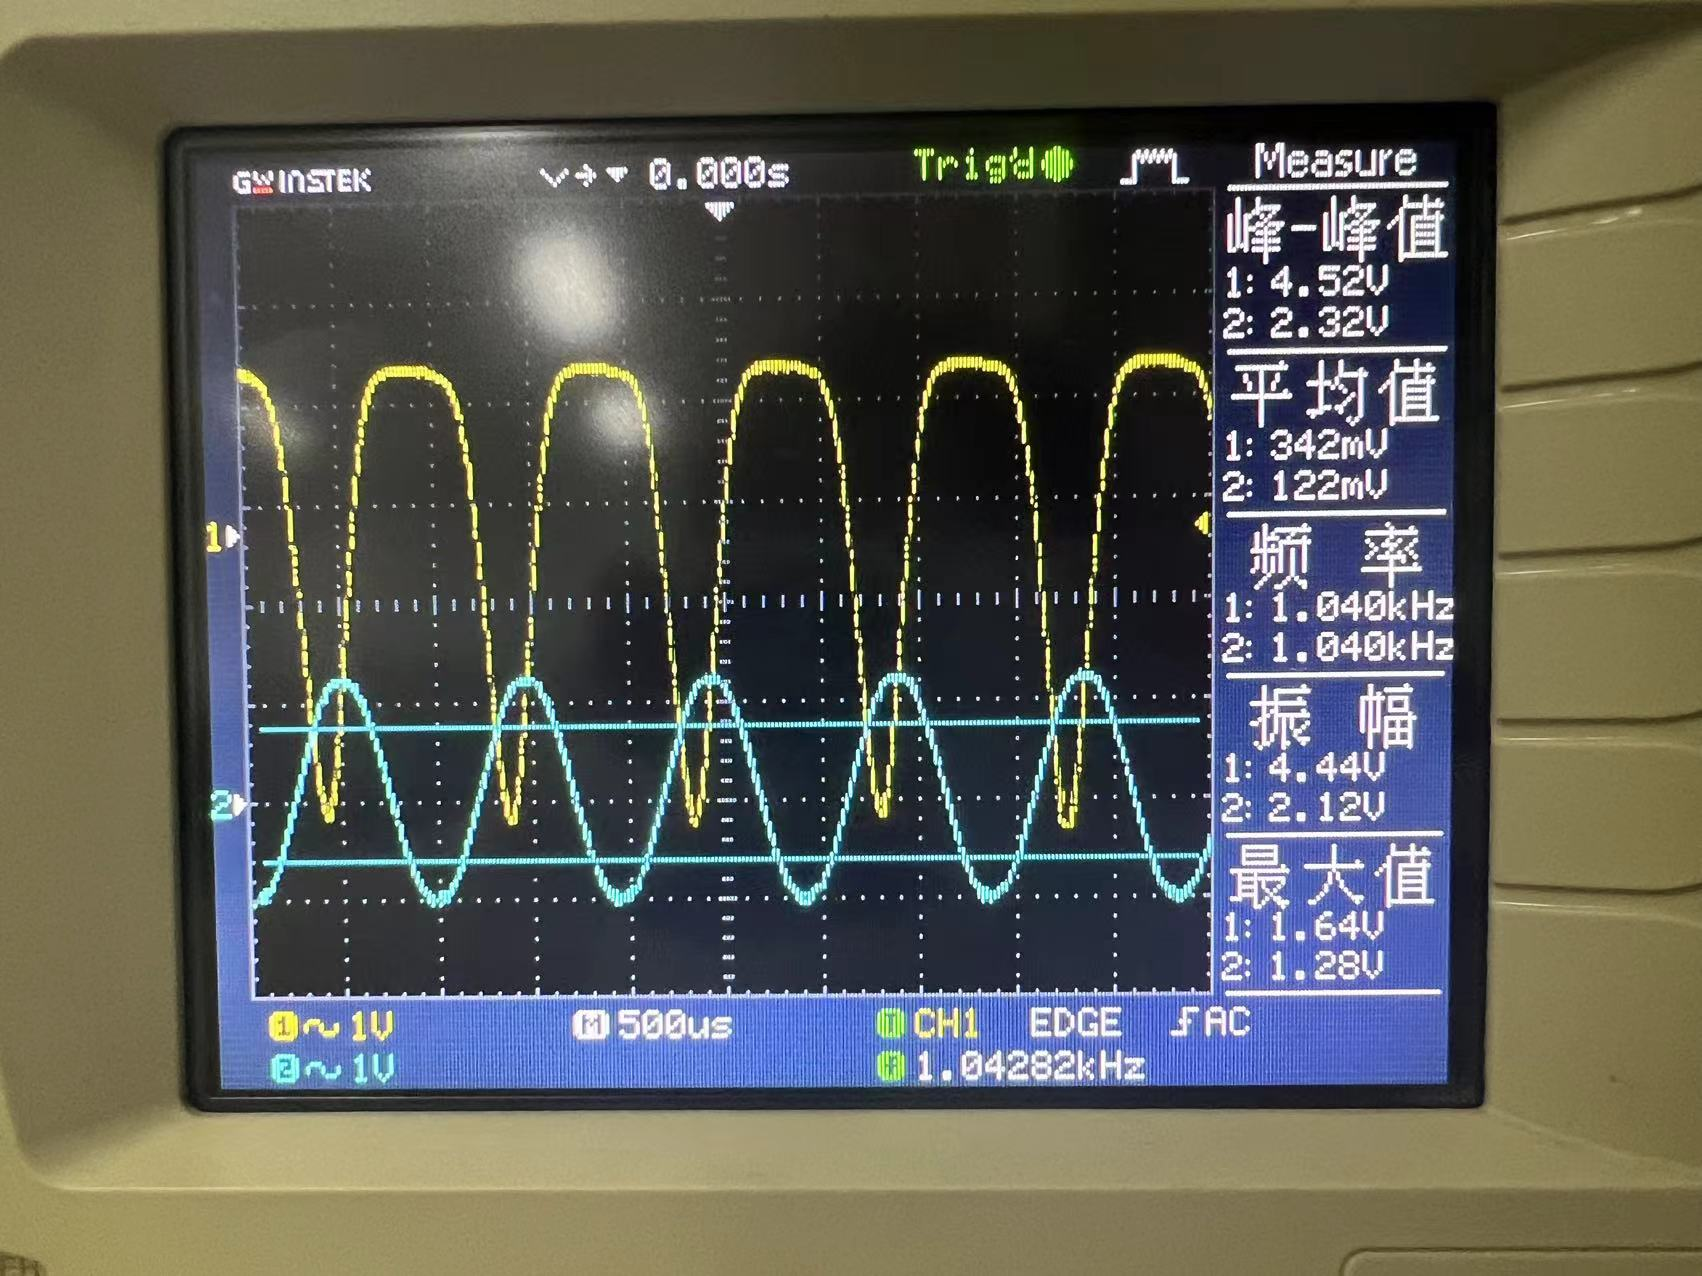 GWINSTEK 0.000s Trig'd Measure
峰-峰值
1: 4.52V
2: 2.32V
平均值
1: 342mV
2: 122mV
频 率
1: 1.040kHz
2: 1.040kHz
振 幅
1: 4.44V
2: 2.12V
最大值
1: 1.64V
2: 1.28V
1
2
1 ~ 1V M 500us T CH1 EDGE AC
2 ~ 1V 1.04282kHz